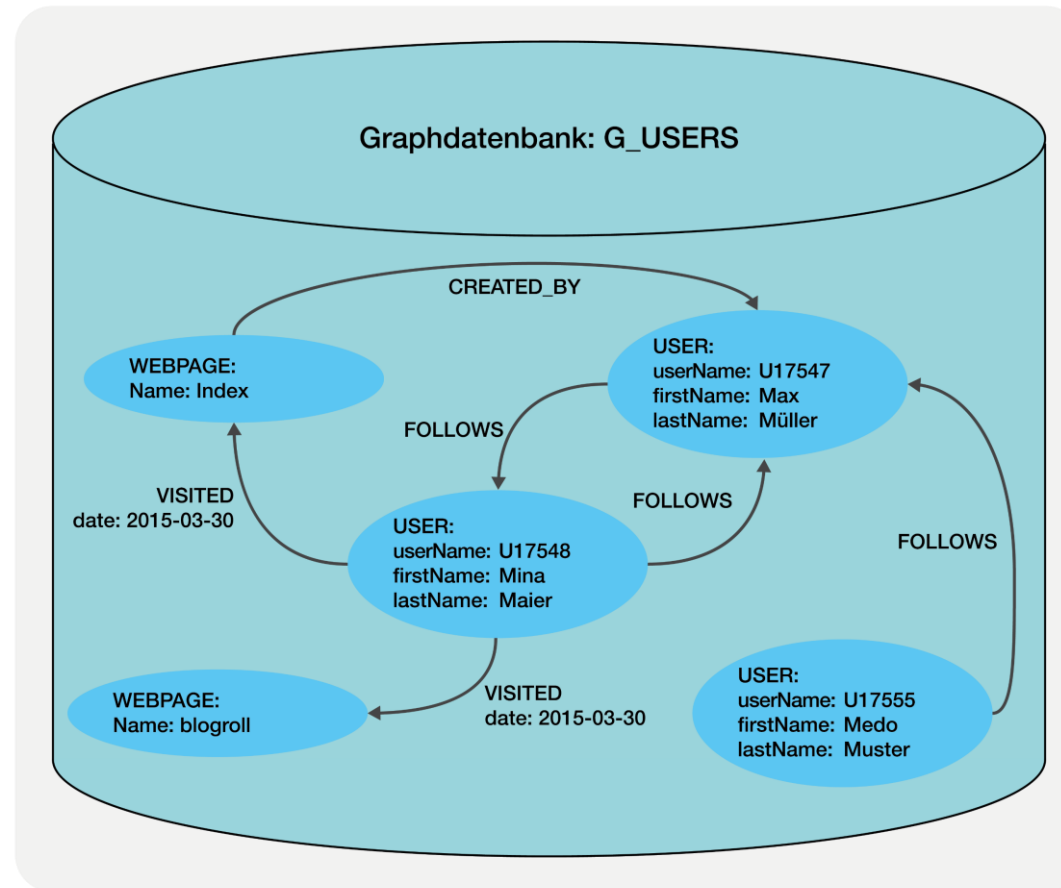 Graphdatenbank: G_USERS
CREATED_BY
WEBPAGE:
Name: Index
USER:
userName: U17547
firstName: Max
lastName: Müller
FOLLOWS
VISITED
date: 2015-03-30
FOLLOWS
USER:
userName: U17548
firstName: Mina
lastName: Maier
FOLLOWS
WEBPAGE:
Name: blogroll
VISITED
date: 2015-03-30
USER:
userName: U17555
firstName: Medo
lastName: Muster